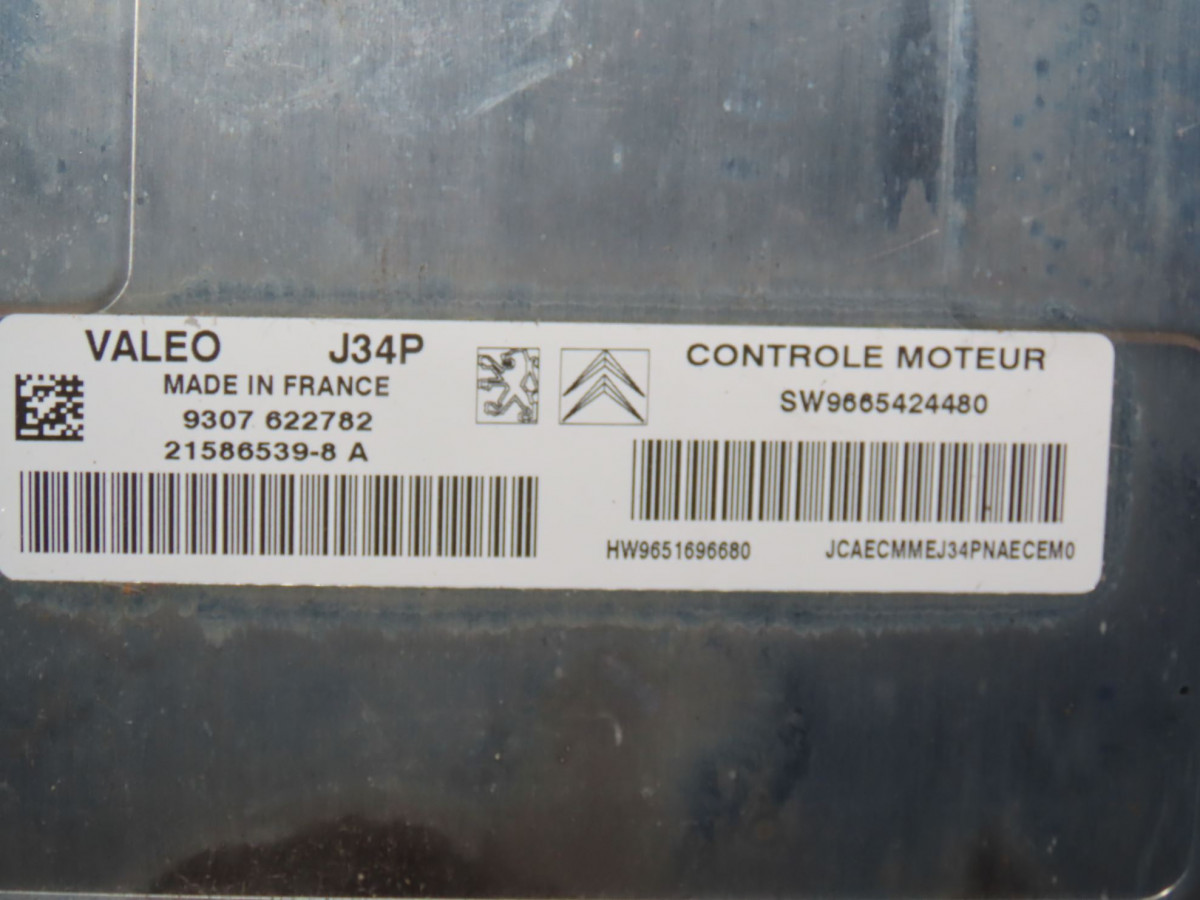 VALEO J34P
MADE IN FRANCE
9307 622782
21586539-8 A
CONTROLE MOTEUR
SW9665424480
HW9651696680 JCAECMMEJ34PNAECEM0